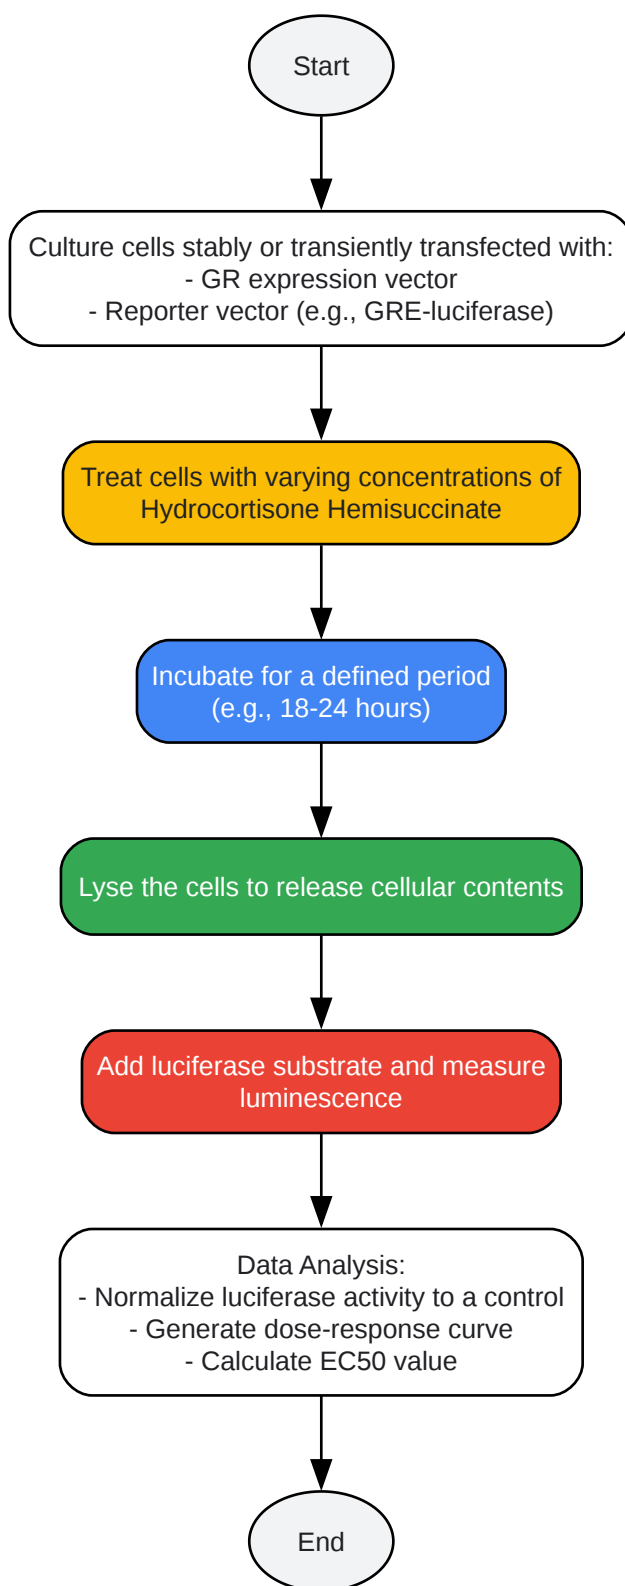 Start
Culture cells stably or transiently transfected with:
- GR expression vector
- Reporter vector (e.g., GRE-luciferase)
Treat cells with varying concentrations of
Hydrocortisone Hemisuccinate
Incubate for a defined period
(e.g., 18-24 hours)
Lyse the cells to release cellular contents
Add luciferase substrate and measure
luminescence
Data Analysis:
- Normalize luciferase activity to a control
- Generate dose-response curve
- Calculate EC50 value
End